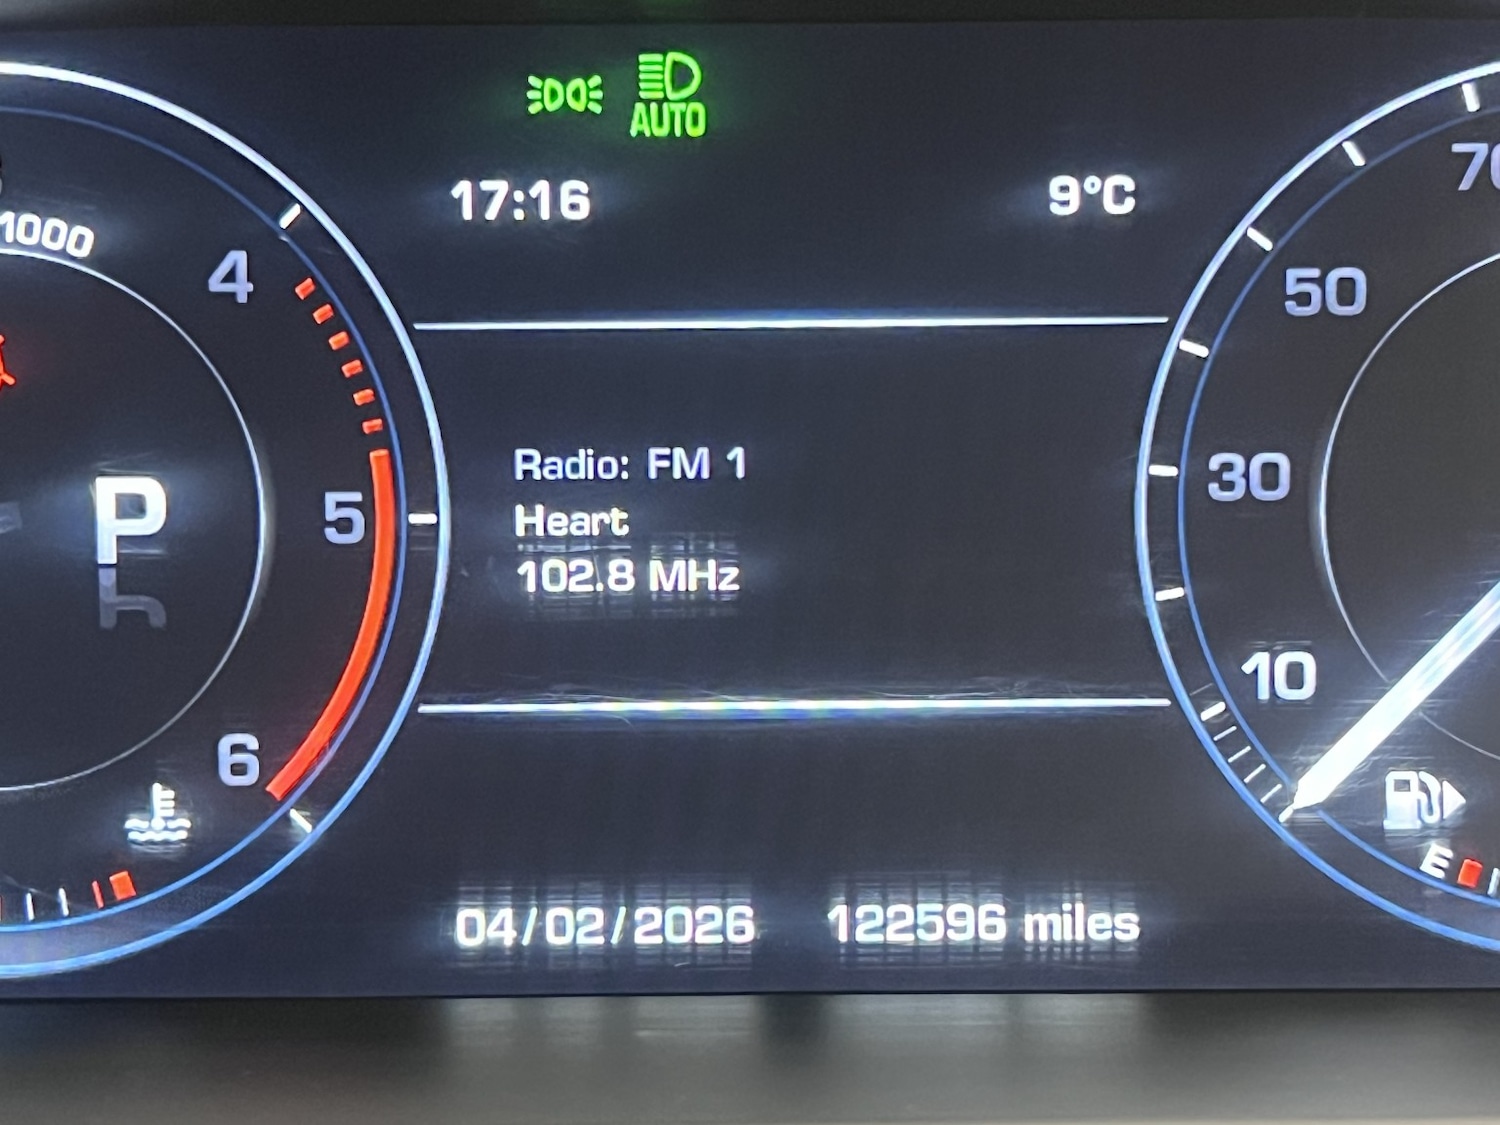 AUTO
17:16
9°C
1000
4
5
6
P
Radio: FM 1
Heart
102.8 MHz
50
30
10
E
04/02/2026
122596 miles